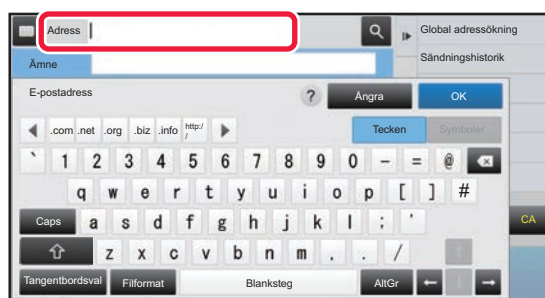 Adress
Global adressökning
Ämne
Sändningshistorik
E-postadress
?
Ångra
OK
.com .net .org .biz .info http://
Tecken
Symboler
` 1 2 3 4 5 6 7 8 9 0 - = @
q w e r t y u i o p [ ] #
Caps a s d f g h j k l ; '
CA
z x c v b n m . . /
Tangentbordsval Filformat Blanksteg AltGr